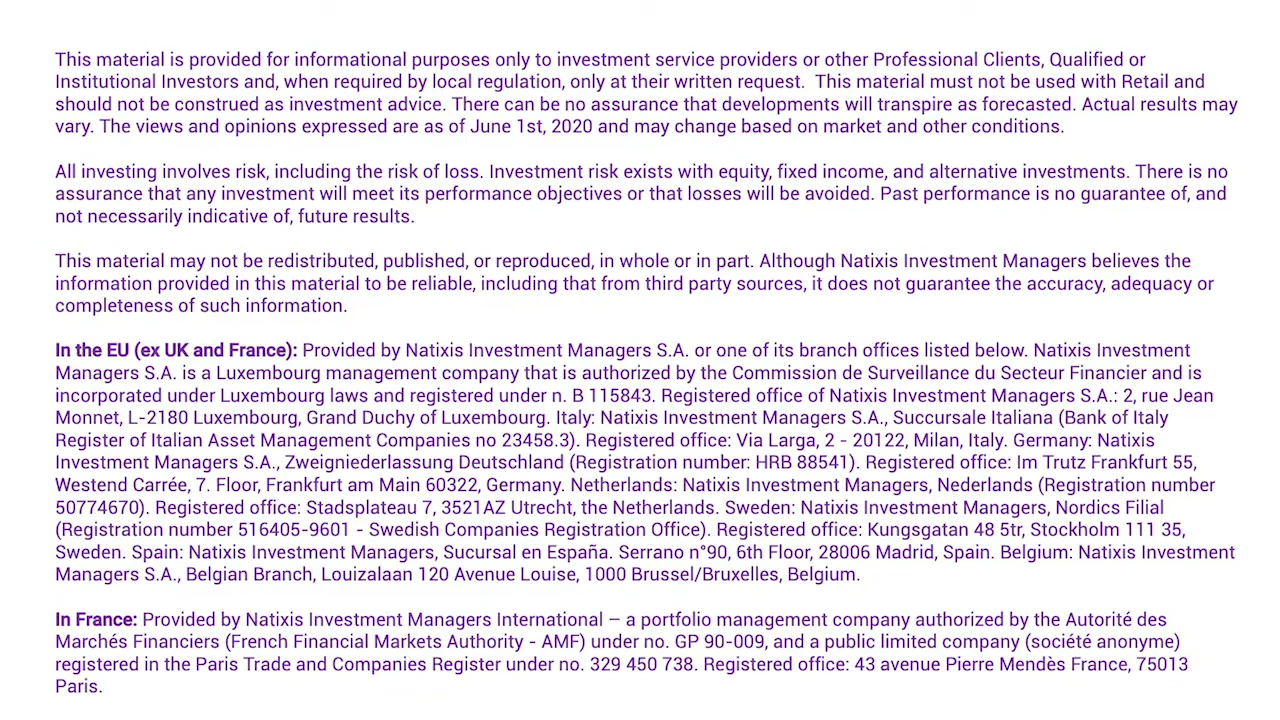 This material is provided for informational purposes only to investment service providers or other Professional Clients, Qualified or
Institutional Investors and, when required by local regulation, only at their written request.  This material must not be used with Retail and
should not be construed as investment advice. There can be no assurance that developments will transpire as forecasted. Actual results may
vary. The views and opinions expressed are as of June 1st, 2020 and may change based on market and other conditions.
All investing involves risk, including the risk of loss. Investment risk exists with equity, fixed income, and alternative investments. There is no
assurance that any investment will meet its performance objectives or that losses will be avoided. Past performance is no guarantee of, and
not necessarily indicative of, future results.
This material may not be redistributed, published, or reproduced, in whole or in part. Although Natixis Investment Managers believes the
information provided in this material to be reliable, including that from third party sources, it does not guarantee the accuracy, adequacy or
completeness of such information.
In the EU (ex UK and France): Provided by Natixis Investment Managers S.A. or one of its branch offices listed below. Natixis Investment
Managers S.A. is a Luxembourg management company that is authorized by the Commission de Surveillance du Secteur Financier and is
incorporated under Luxembourg laws and registered under n. B 115843. Registered office of Natixis Investment Managers S.A.: 2, rue Jean
Monnet, L-2180 Luxembourg, Grand Duchy of Luxembourg. Italy: Natixis Investment Managers S.A., Succursale Italiana (Bank of Italy
Register of Italian Asset Management Companies no 23458.3). Registered office: Via Larga, 2 - 20122, Milan, Italy. Germany: Natixis
Investment Managers S.A., Zweigniederlassung Deutschland (Registration number: HRB 88541). Registered office: Im Trutz Frankfurt 55,
Westend Carrée, 7. Floor, Frankfurt am Main 60322, Germany. Netherlands: Natixis Investment Managers, Nederlands (Registration number
50774670). Registered office: Stadsplateau 7, 3521AZ Utrecht, the Netherlands. Sweden: Natixis Investment Managers, Nordics Filial
(Registration number 516405-9601 - Swedish Companies Registration Office). Registered office: Kungsgatan 48 5tr, Stockholm 111 35,
Sweden. Spain: Natixis Investment Managers, Sucursal en España. Serrano n°90, 6th Floor, 28006 Madrid, Spain. Belgium: Natixis Investment
Managers S.A., Belgian Branch, Louizalaan 120 Avenue Louise, 1000 Brussel/Bruxelles, Belgium.
In France: Provided by Natixis Investment Managers International – a portfolio management company authorized by the Autorité des
Marchés Financiers (French Financial Markets Authority - AMF) under no. GP 90-009, and a public limited company (société anonyme)
registered in the Paris Trade and Companies Register under no. 329 450 738. Registered office: 43 avenue Pierre Mendès France, 75013
Paris.